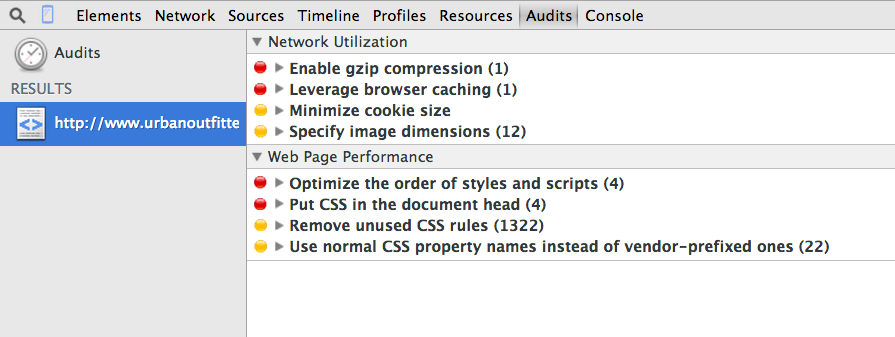 Elements Network Sources Timeline Profiles Resources Audits Console
Audits
RESULTS
http://www.urbanoutfitte
Network Utilization
Enable gzip compression (1)
Leverage browser caching (1)
Minimize cookie size
Specify image dimensions (12)
Web Page Performance
Optimize the order of styles and scripts (4)
Put CSS in the document head (4)
Remove unused CSS rules (1322)
Use normal CSS property names instead of vendor-prefixed ones (22)